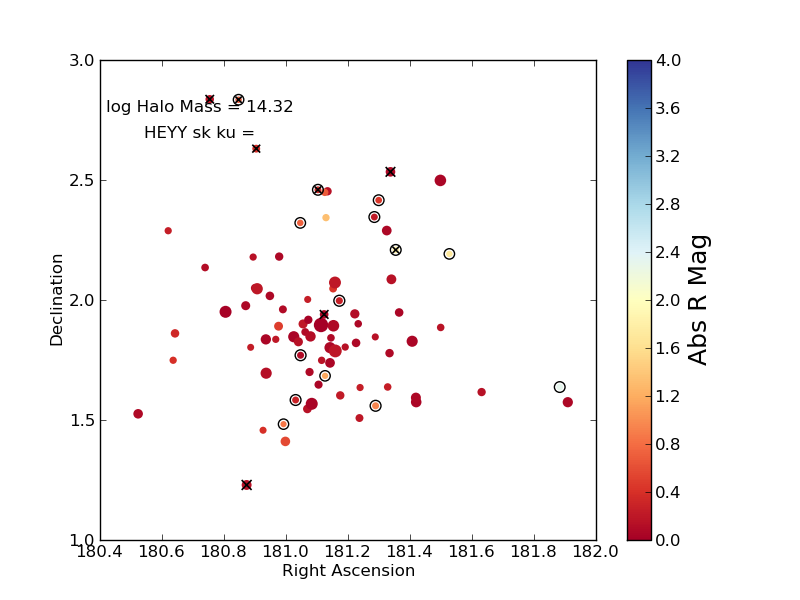 3.0
log Halo Mass = 14.32
HEYY sk ku =
2.5
2.0
1.5
1.0
Declination
180.4 180.6 180.8 181.0 181.2 181.4 181.6 181.8 182.0
Right Ascension
4.0
3.6
3.2
2.8
2.4
2.0
1.6
1.2
0.8
0.4
0.0
Abs R Mag